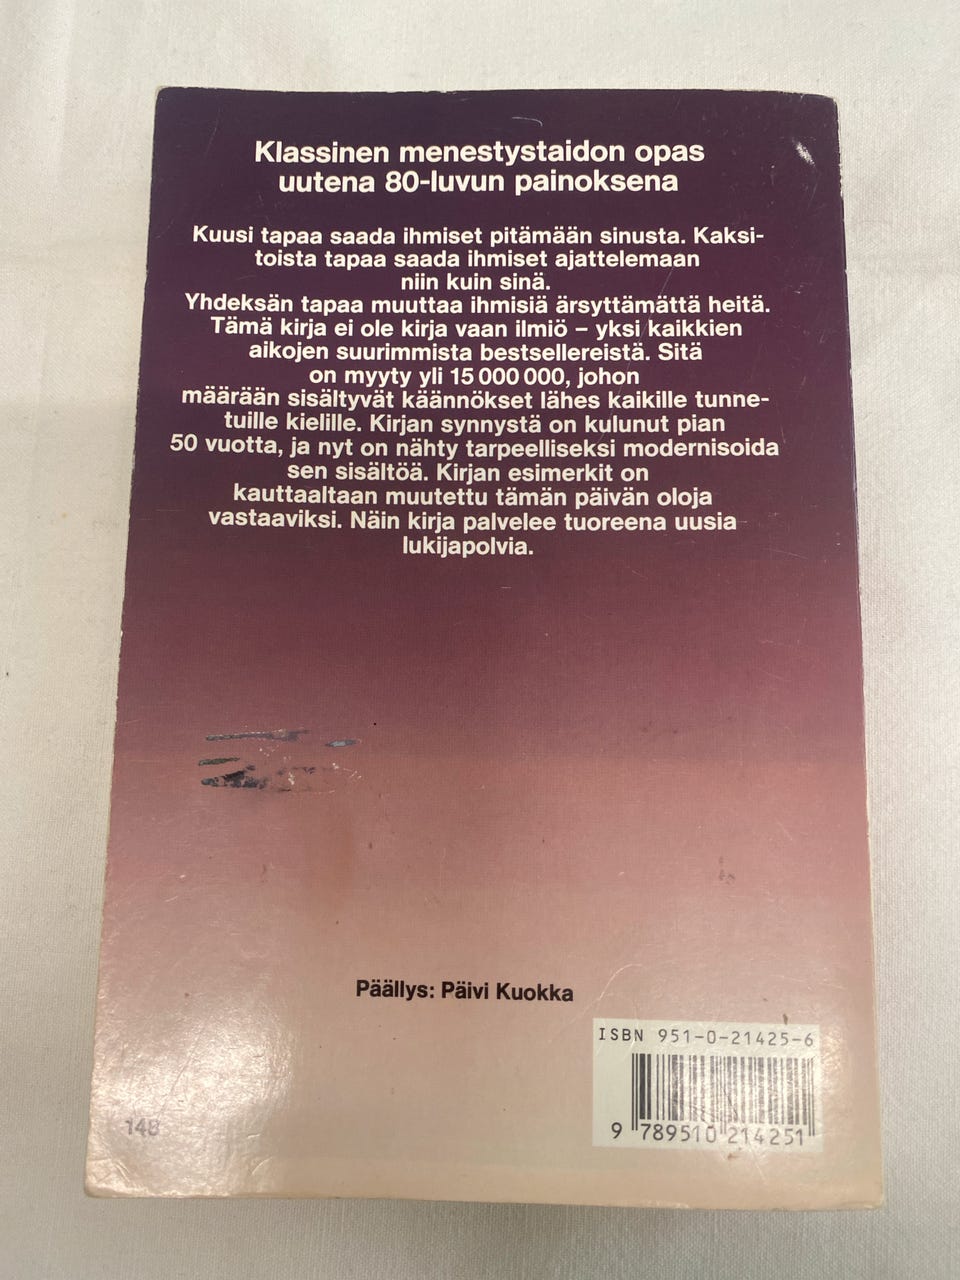 Klassinen menestystaidon opas
uutena 80-luvun painoksena
Kuusi tapaa saada ihmiset pitämään sinusta. Kaksi-
toista tapaa saada ihmiset ajattelemaan
niin kuin sinä.
Yhdeksän tapaa muuttaa ihmisiä ärsyttämättä heitä.
Tämä kirja ei ole kirja vaan ilmiö – yksi kaikkien
aikojen suurimmista bestsellereistä. Sitä
on myyty yli 15 000 000, johon
määrään sisältyvät käännökset lähes kaikille tunne-
tuille kielille. Kirjan synnystä on kulunut pian
50 vuotta, ja nyt on nähty tarpeelliseksi modernisoida
sen sisältöä. Kirjan esimerkit on
kauttaaltaan muutettu tämän päivän oloja
vastaaviksi. Näin kirja palvelee tuoreena uusia
lukijapolvia.
Päällys: Päivi Kuokka
ISBN 951-0-21425-6
9 789510 214251
148